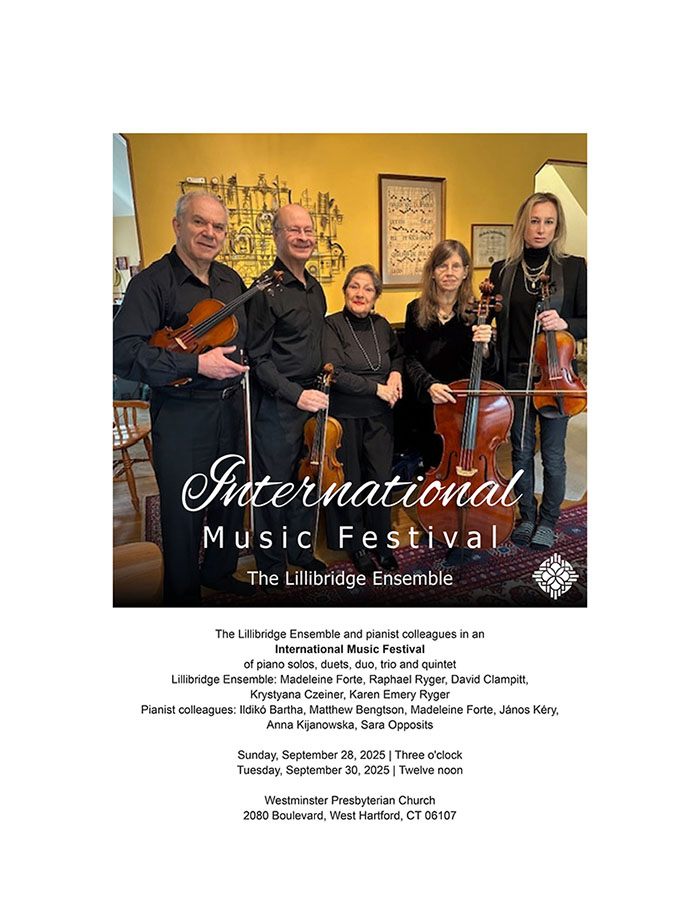 International
Music Festival
The Lillibridge Ensemble
The Lillibridge Ensemble and pianist colleagues in an
International Music Festival
of piano solos, duets, duo, trio and quintet
Lillibridge Ensemble: Madeleine Forte, Raphael Ryger, David Clampitt,
Krystyana Czeiner, Karen Emery Ryger
Pianist colleagues: Ildikó Bartha, Matthew Bengtson, Madeleine Forte, János Kéry,
Anna Kijanowska, Sara Opposits
Sunday, September 28, 2025 | Three o'clock
Tuesday, September 30, 2025 | Twelve noon
Westminster Presbyterian Church
2080 Boulevard, West Hartford, CT 06107